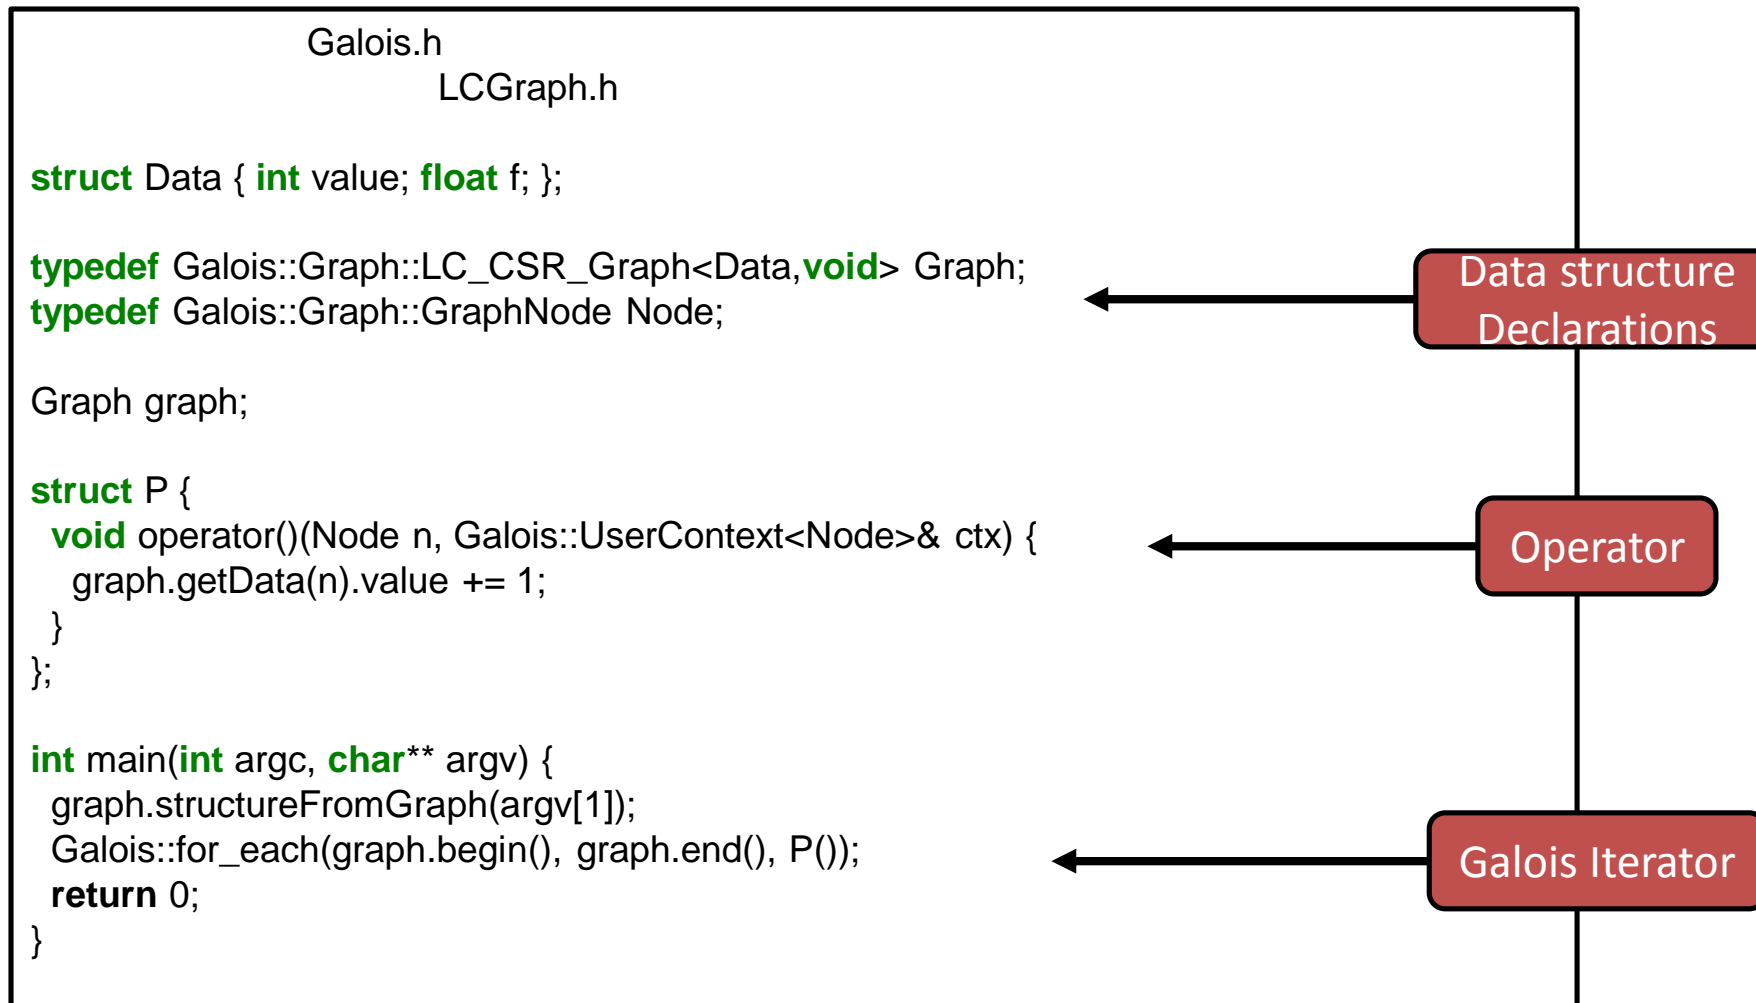 Galois.h
LCGraph.h
struct Data { int value; float f; };
typedef Galois::Graph::LC_CSR_Graph<Data,void> Graph;
typedef Galois::Graph::GraphNode Node;
Data structure
Declarations
Graph graph;
struct P {
void operator()(Node n, Galois::UserContext<Node>& ctx) {
graph.getData(n).value += 1;
}
};
Operator
int main(int argc, char** argv) {
graph.structureFromGraph(argv[1]);
Galois::for_each(graph.begin(), graph.end(), P());
return 0;
}
Galois Iterator